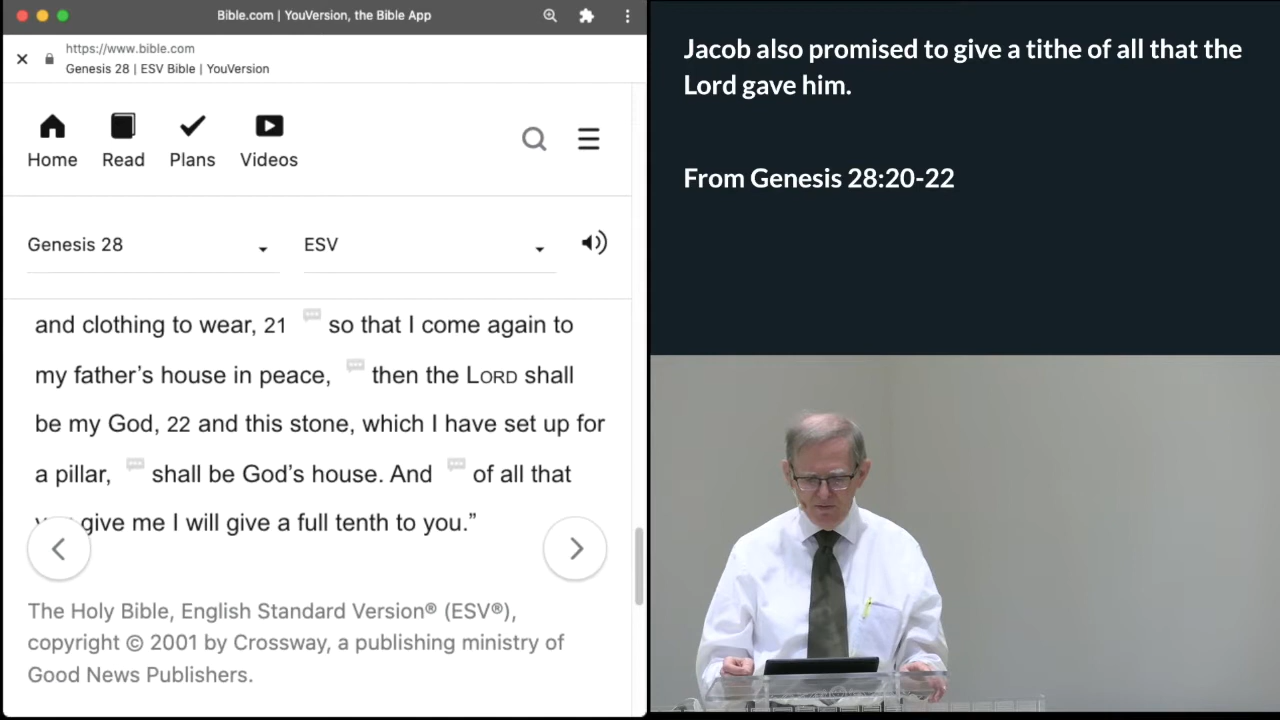 Bible.com | YouVersion, the Bible App
https://www.bible.com
Genesis 28 | ESV Bible | YouVersion
Home Read Plans Videos
Genesis 28
ESV
and clothing to wear, 21 so that I come again to
my father’s house in peace, then the LORD shall
be my God, 22 and this stone, which I have set up for
a pillar, shall be God’s house. And of all that
give me I will give a full tenth to you.”
The Holy Bible, English Standard Version® (ESV®),
copyright © 2001 by Crossway, a publishing ministry of
Good News Publishers.
Jacob also promised to give a tithe of all that the
Lord gave him.
From Genesis 28:20-22